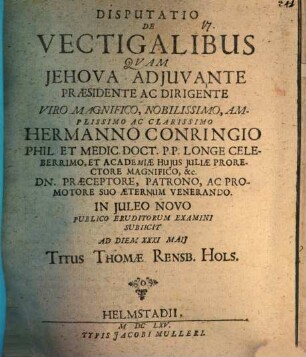 DISPUTATIO
DE
VECTIGALIBUS
QVAM
JEHOVA ADJUVANTE
PRÆSIDENTE AC DIRIGENTE
VIRO MAGNIFICO, NOBILISSIMO, AM-
PLISSIMO AC CLARISSIMO
HERMANNO CONRINGIO
PHIL. ET MEDIC. DOCT. P.P. LONGE CELE-
BERRIMO, ET ACADEMIÆ HUJUS JULIÆ PRORE-
CTORE MAGNIFICO, &c.
DN. PRÆCEPTORE, PATRONO, AC PRO-
MOTORE SUO ÆTERNUM VENERANDO.
IN JULEO NOVO
PUBLICO ERUDITORUM EXAMINI
SUBJICIT
AD DIEM XXXI MAIJ
TITUS THOMÆ RENSB. HOLS.
HELMSTADII.
M DC LXV.
TYPIS JACOBI MULLERI.